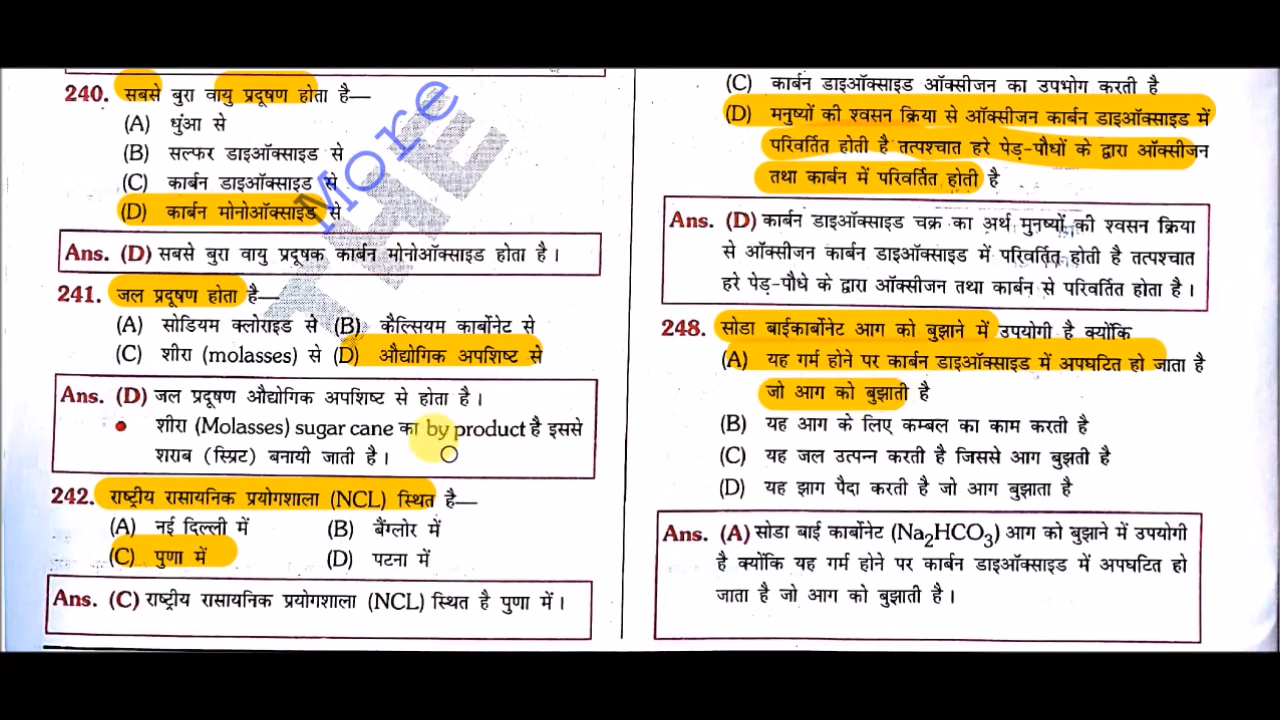 240. सबसे बुरा वायु प्रदूषण होता है—
(A) धुंआ से
(B) सल्फर डाइऑक्साइड से
(C) कार्बन डाइऑक्साइड से
(D) कार्बन मोनोऑक्साइड से
Ans. (D) सबसे बुरा वायु प्रदूषक कार्बन मोनोऑक्साइड होता है।
241. जल प्रदूषण होता है—
(A) सोडियम क्लोराइड से (B) कैल्सियम कार्बोनेट से
(C) शीरा (molasses) से (D) औद्योगिक अपशिष्ट से
Ans. (D) जल प्रदूषण औद्योगिक अपशिष्ट से होता है।
• शीरा (Molasses) sugar cane का by product है इससे
शराब (स्प्रिट) बनायी जाती है।
242. राष्ट्रीय रासायनिक प्रयोगशाला (NCL) स्थित है—
(A) नई दिल्ली में (B) बैंग्लोर में
(C) पुणा में (D) पटना में
Ans. (C) राष्ट्रीय रासायनिक प्रयोगशाला (NCL) स्थित है पुणा में।
More
THE
(C) कार्बन डाइऑक्साइड ऑक्सीजन का उपभोग करती है
(D) मनुष्यों की श्वसन क्रिया से ऑक्सीजन कार्बन डाइऑक्साइड में
परिवर्तित होती है तत्पश्चात हरे पेड़-पौधों के द्वारा ऑक्सीजन
तथा कार्बन में परिवर्तित होती है
Ans. (D) कार्बन डाइऑक्साइड चक्र का अर्थ मुनष्यों की श्वसन क्रिया
से ऑक्सीजन कार्बन डाइऑक्साइड में परिवर्तित होती है तत्पश्चात
हरे पेड़-पौधे के द्वारा ऑक्सीजन तथा कार्बन से परिवर्तित होता है।
248. सोडा बाईकार्बोनेट आग को बुझाने में उपयोगी है क्योंकि
(A) यह गर्म होने पर कार्बन डाइऑक्साइड में अपघटित हो जाता है
जो आग को बुझाती है
(B) यह आग के लिए कम्बल का काम करती है
(C) यह जल उत्पन्न करती है जिससे आग बुझती है
(D) यह झाग पैदा करती है जो आग बुझाता है
Ans. (A) सोडा बाई कार्बोनेट (Na₂HCO₃) आग को बुझाने में उपयोगी
है क्योंकि यह गर्म होने पर कार्बन डाइऑक्साइड में अपघटित हो
जाता है जो आग को बुझाती है।